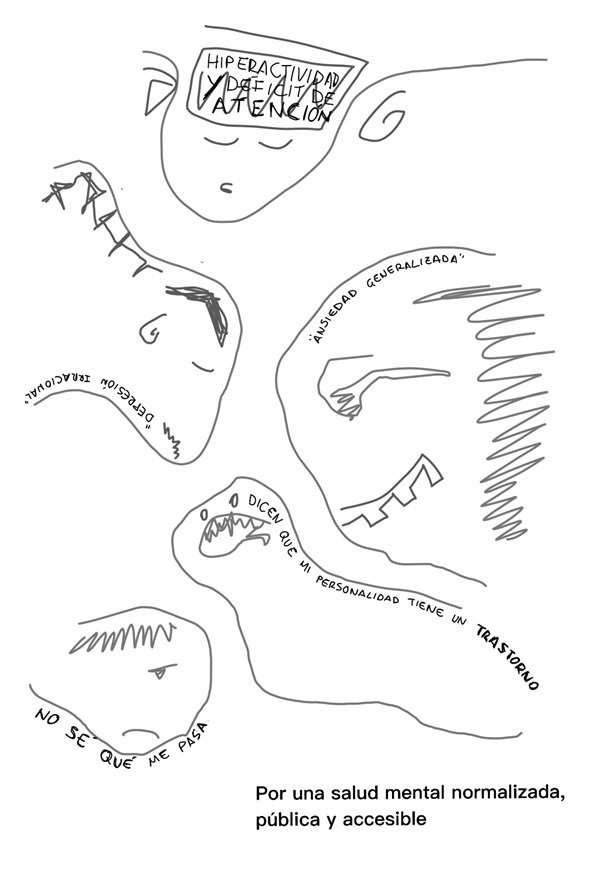 HIPERACTIVIDAD
Y DEFICIT DE
ATENCIÓN
"ANSIEDAD GENERALIZADA"
"DEPRESIÓN IRRACIONAL"
DICEN QUE MI PERSONALIDAD TIENE UN TRASTORNO
NO SÉ QUÉ ME PASA
Por una salud mental normalizada,
pública y accesible